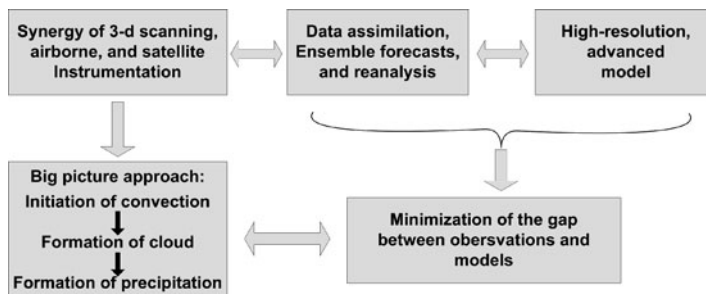 Synergy of 3-d scanning,
airborne, and satellite
Instrumentation
Data assimilation,
Ensemble forecasts,
and reanalysis
High-resolution,
advanced
model
Big picture approach:
Initiation of convection
Formation of cloud
Formation of precipitation
Minimization of the gap
between obersvations and
models